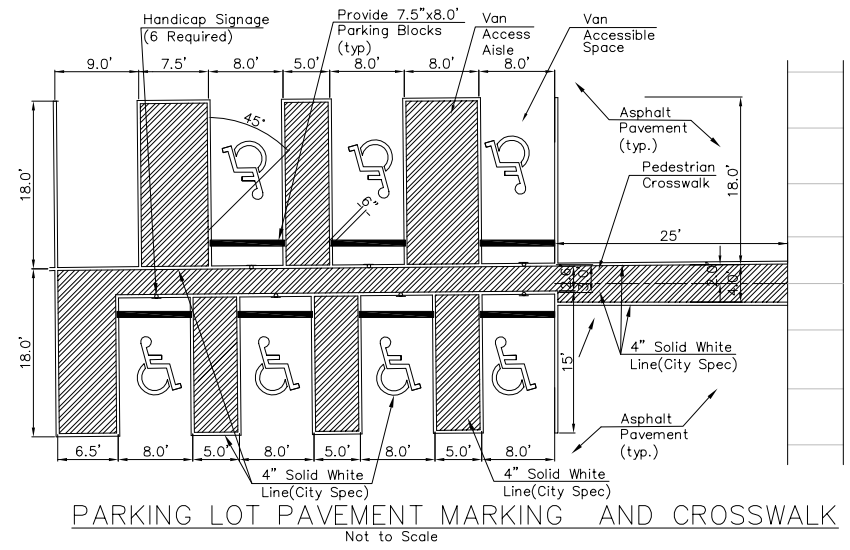 Handicap Signage
(6 Required)
Provide 7.5"x8.0'
Parking Blocks
(typ)
Van
Access
Aisle
Van
Accessible
Space
9.0'
7.5'
8.0'
5.0'
8.0'
8.0'
8.0'
45°
6"
18.0'
Asphalt
Pavement
(typ.)
Pedestrian
Crosswalk
18.0'
25'
2.6'
3.0'
2.0'
4.0'
18.0'
15'
4" Solid White
Line(City Spec)
Asphalt
Pavement
(typ.)
6.5'
8.0'
5.0'
8.0'
5.0'
8.0'
5.0'
8.0'
4" Solid White
Line(City Spec)
4" Solid White
Line(City Spec)
PARKING LOT PAVEMENT MARKING AND CROSSWALK
Not to Scale